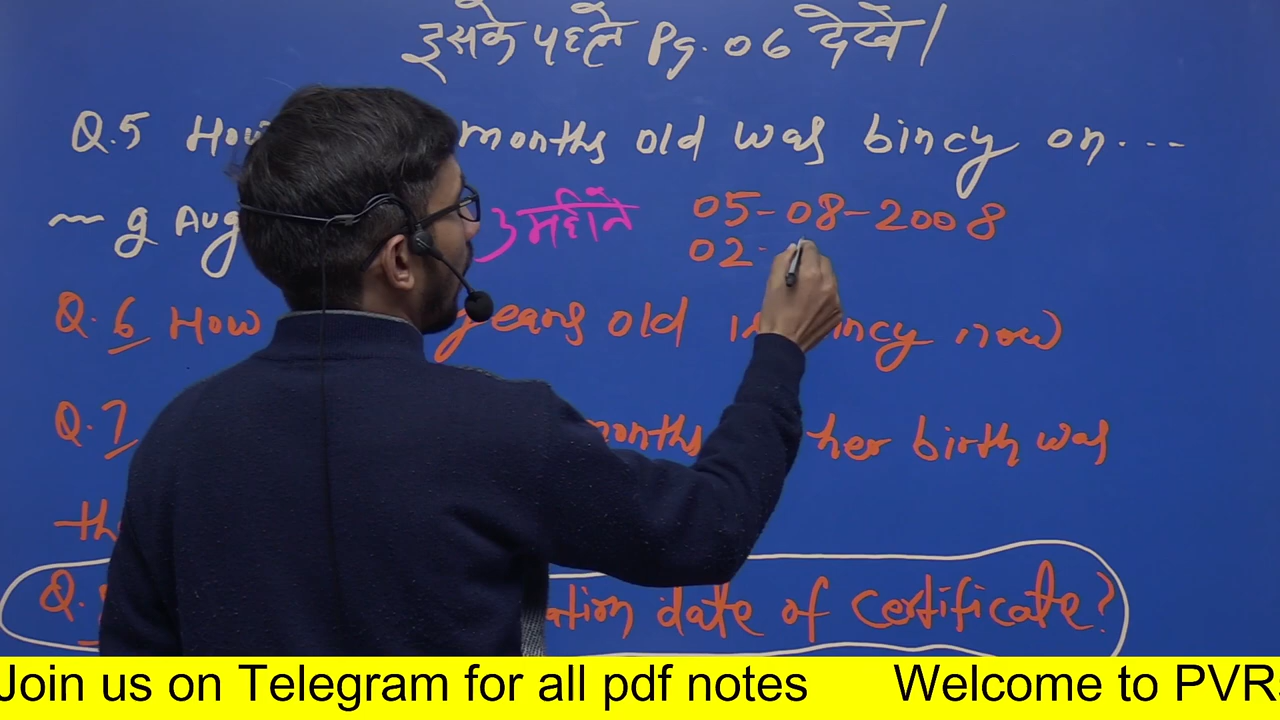 इसके पहले Pg. 06 देखें।
Q.5 How months old was bincy on...
~ g Aug 3 महीने 05-08-2008
02-
Q.6 How years old is bincy now
Q.7 months her birth was
the
Q. ation date of certificate?
Join us on Telegram for all pdf notes Welcome to PVR